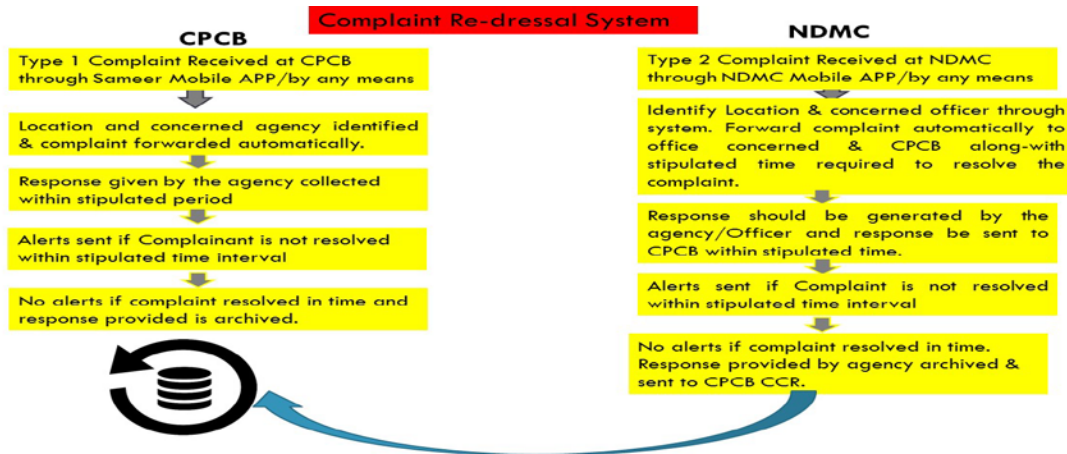 Complaint Re-dressal System
CPCB
Type 1 Complaint Received at CPCB
through Sameer Mobile APP/by any means
Location and concerned agency identified
& complaint forwarded automatically.
Response given by the agency collected
within stipulated period
Alerts sent if Complainant is not resolved
within stipulated time interval
No alerts if complaint resolved in time and
response provided is archived.
NDMC
Type 2 Complaint Received at NDMC
through NDMC Mobile APP/by any means
Identify Location & concerned officer through
system. Forward complaint automatically to
office concerned & CPCB along-with
stipulated time required to resolve the
complaint.
Response should be generated by the
agency/Officer and response be sent to
CPCB within stipulated time.
Alerts sent if Complaint is not resolved
within stipulated time interval
No alerts if complaint resolved in time.
Response provided by agency archived &
sent to CPCB CCR.